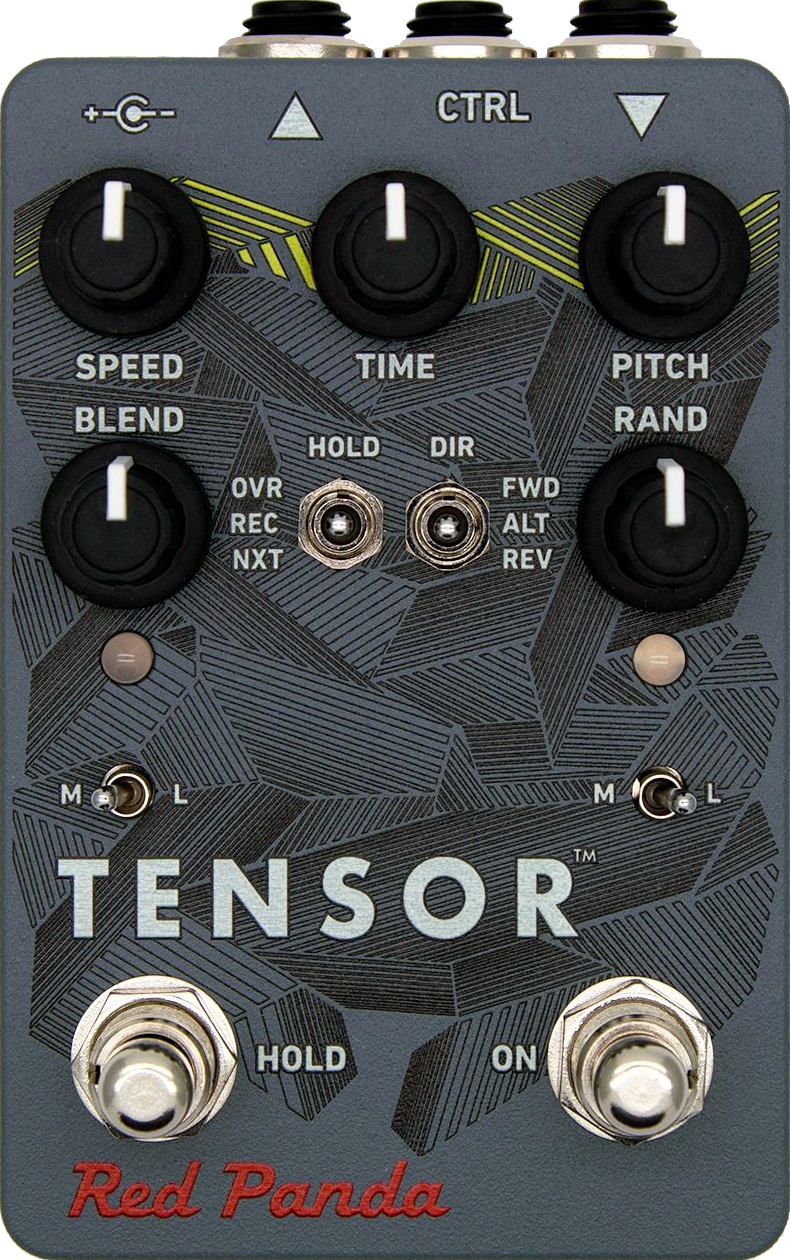 + -
CTRL
SPEED TIME PITCH
BLEND RAND
HOLD DIR
OVR FWD
REC ALT
NXT REV
M L M L
TENSOR™
HOLD ON
Red Panda